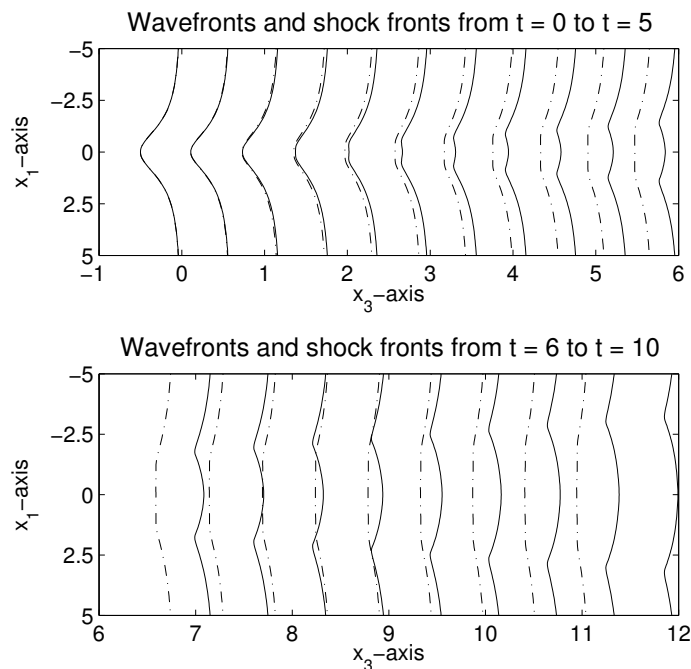 Wavefronts and shock fronts from t = 0 to t = 5
−5
−2.5
0
2.5
5
x1−axis
−1 0 1 2 3 4 5 6
x3−axis
Wavefronts and shock fronts from t = 6 to t = 10
−5
−2.5
0
2.5
5
x1−axis
6 7 8 9 10 11 12
x3−axis